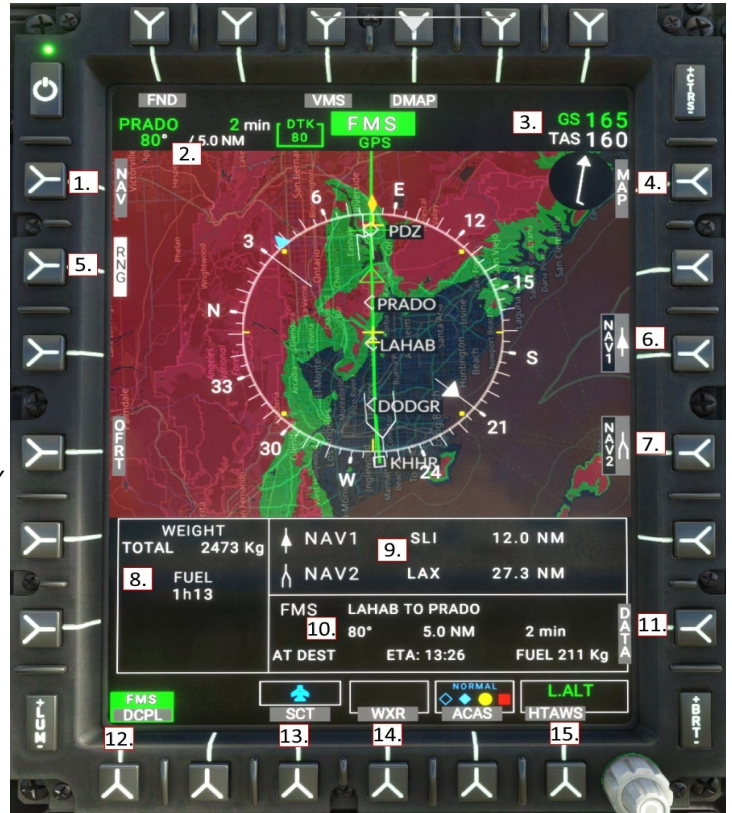 FND VMS DMAP
+CTRS-
PRADO 2 min DTK FMS 3. GS 165
80° / 5.0 NM 80 GPS TAS 160
2.
1. NAV MAP 4.
6 E
PDZ
12
3
5. RNG
15
N PRADO
LAHAB S NAV1 6.
33
DODGR
21
OFRT 30 NAV2 7.
W KHHR 24
WEIGHT
TOTAL 2473 Kg
8. FUEL
1h13
NAV1 9. SLI 12.0 NM
NAV2 LAX 27.3 NM
FMS LAHAB TO PRADO
10. 80° 5.0 NM 2 min
AT DEST ETA: 13:26 FUEL 211 Kg
DATA 11.
+LUM-
+BRT-
FMS NORMAL L.ALT
DCPL SCT WXR ACAS HTAWS
12. 13. 14. 15.